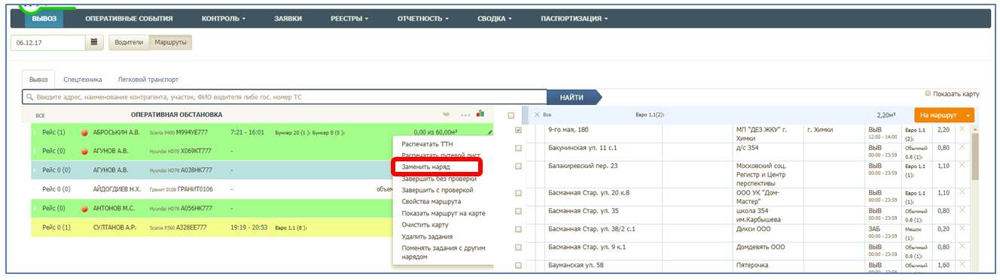 ВЫВОЗ ОПЕРАТИВНЫЕ СОБЫТИЯ КОНТРОЛЬ ЗАЯВКИ РЕЕСТРЫ ОТЧЕТНОСТЬ СВОДКА ПАСПОРТИЗАЦИЯ
06.12.17 Водители Маршруты
Вывоз Спецтехника Легковой транспорт
Введите адрес, наименование контрагента, участок, ФИО водителя либо гос. номер ТС НАЙТИ Показать карту
ВСЕ ОПЕРАТИВНАЯ ОБСТАНОВКА
Рейс (1) АБРОСЬКИН А.В. Scania P400 М994УЕ777 7:21 - 16:01 Бункер 20 (1 ); Бункер 8 (5 ); 0,00 из 60,00м³
Рейс 0 (0) АГУНОВ А.В. Hyundai HD78 Х069КТ777 -
Рейс 0 (0) АГУНОВ А.В. Hyundai HD78 А038НК777 -
Рейс 0 (0) АЙДОГДИЕВ Н.Х. Гранит 0106 ГРАНИТ0106 - объем
Рейс 0 (0) АНТОНОВ М.С. Hyundai HD78 А056НК777 -
Рейс 0 (1) СУЛТАНОВ А.Р. Scania P360 А328ЕЕ777 19:19 - 20:53 Евро 1,1 (8 );
Распечатать ТТН
Распечатать путевой лист
Заменить наряд
Завершить без проверки
Завершить с проверкой
Свойства маршрута
Показать маршрут на карте
Очистить карту
Удалить задания
Поменять задания с другим
нарядом
Все Евро 1,1(2); 2,20м³ На маршрут
9-го мая, 18б МП "ДЕЗ ЖКУ" г. г. Химки ВЫВ Евро 1,1 2,20
Химки 12:00 - 14:00 (2);
Бакунинская ул. 11 с.1 д/с 354 ВЫВ Обычный 0,80
00:00 - 23:59 0.8 (1);
Балакиревский пер. 23 Московский соц. ВЫВ Евро 1,1 1,10
Регистр и Центр 00:00 - 23:59 (1);
перспективы
Басманная Стар. ул. 20 к.8 ООО УК "Дом- ВЫВ Евро 1,1 1,10
Мастер" 00:00 - 23:59 (1);
Басманная Стар. ул. 35 школа 354 ВЫВ Обычный 0,80
им.Карбышева 00:00 - 23:59 0.8 (1);
Басманная Стар. ул. 38/2 с.1 Дикси ООО ЗАБ Мешок 0,20
00:00 - 23:59 (1);
Басманная Стар. ул. 9 к.1 Домдевять ООО ВЫВ Обычный 0,80
00:00 - 23:59 0.8 (1);
Бауманская ул. 58 Пятерочка ВЫВ Обычный 1,60
00:00 - 23:59